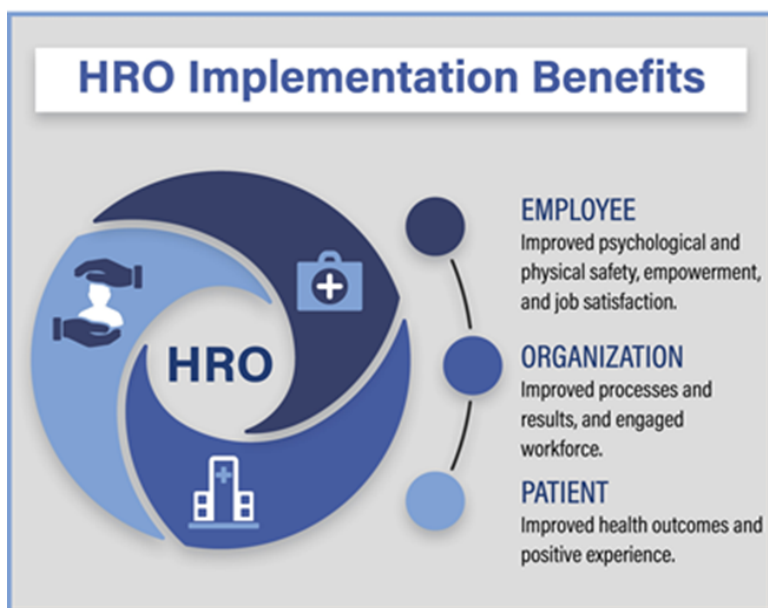 HRO Implementation Benefits
HRO
EMPLOYEE
Improved psychological and
physical safety, empowerment,
and job satisfaction.
ORGANIZATION
Improved processes and
results, and engaged
workforce.
PATIENT
Improved health outcomes and
positive experience.